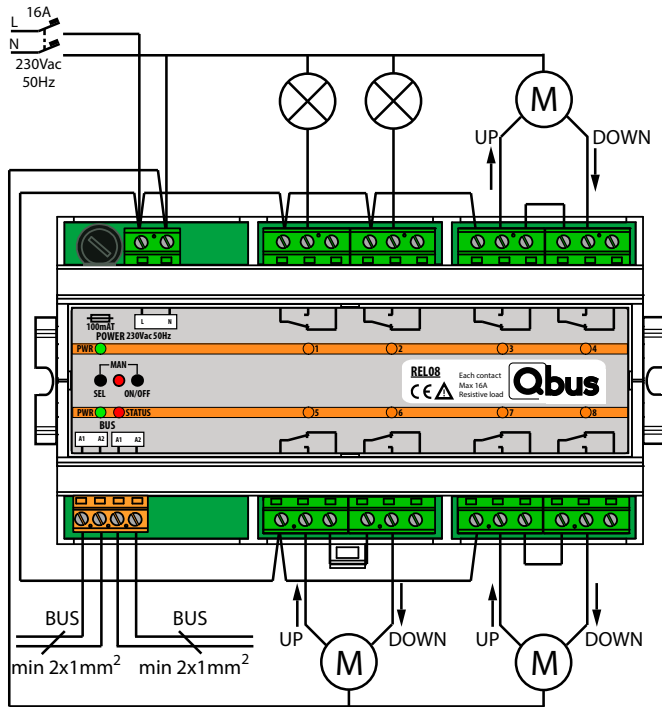 16A
L
N
230Vac
50Hz
M
UP
DOWN
100mAT
L N
POWER 230Vac 50Hz
PWR
1
2
3
4
MAN
SEL
ON/OFF
REL08
CE
Each contact
Max 16A
Resistive load
Qbus
PWR
STATUS
5
6
7
8
BUS
A1 A2 A1 A2
BUS
min 2x1mm²
BUS
min 2x1mm²
UP
DOWN
M
UP
DOWN
M